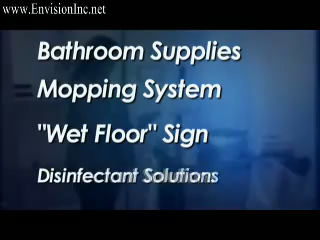 www.EnvisionInc.net
Bathroom Supplies
Mopping System
"Wet Floor" Sign
Disinfectant Solutions